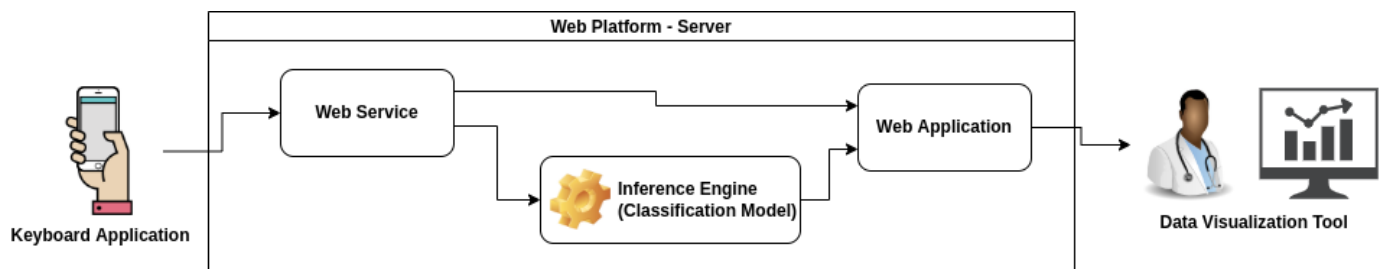 Web Platform - Server
Web Service
Web Application
Inference Engine
(Classification Model)
Keyboard Application
Data Visualization Tool